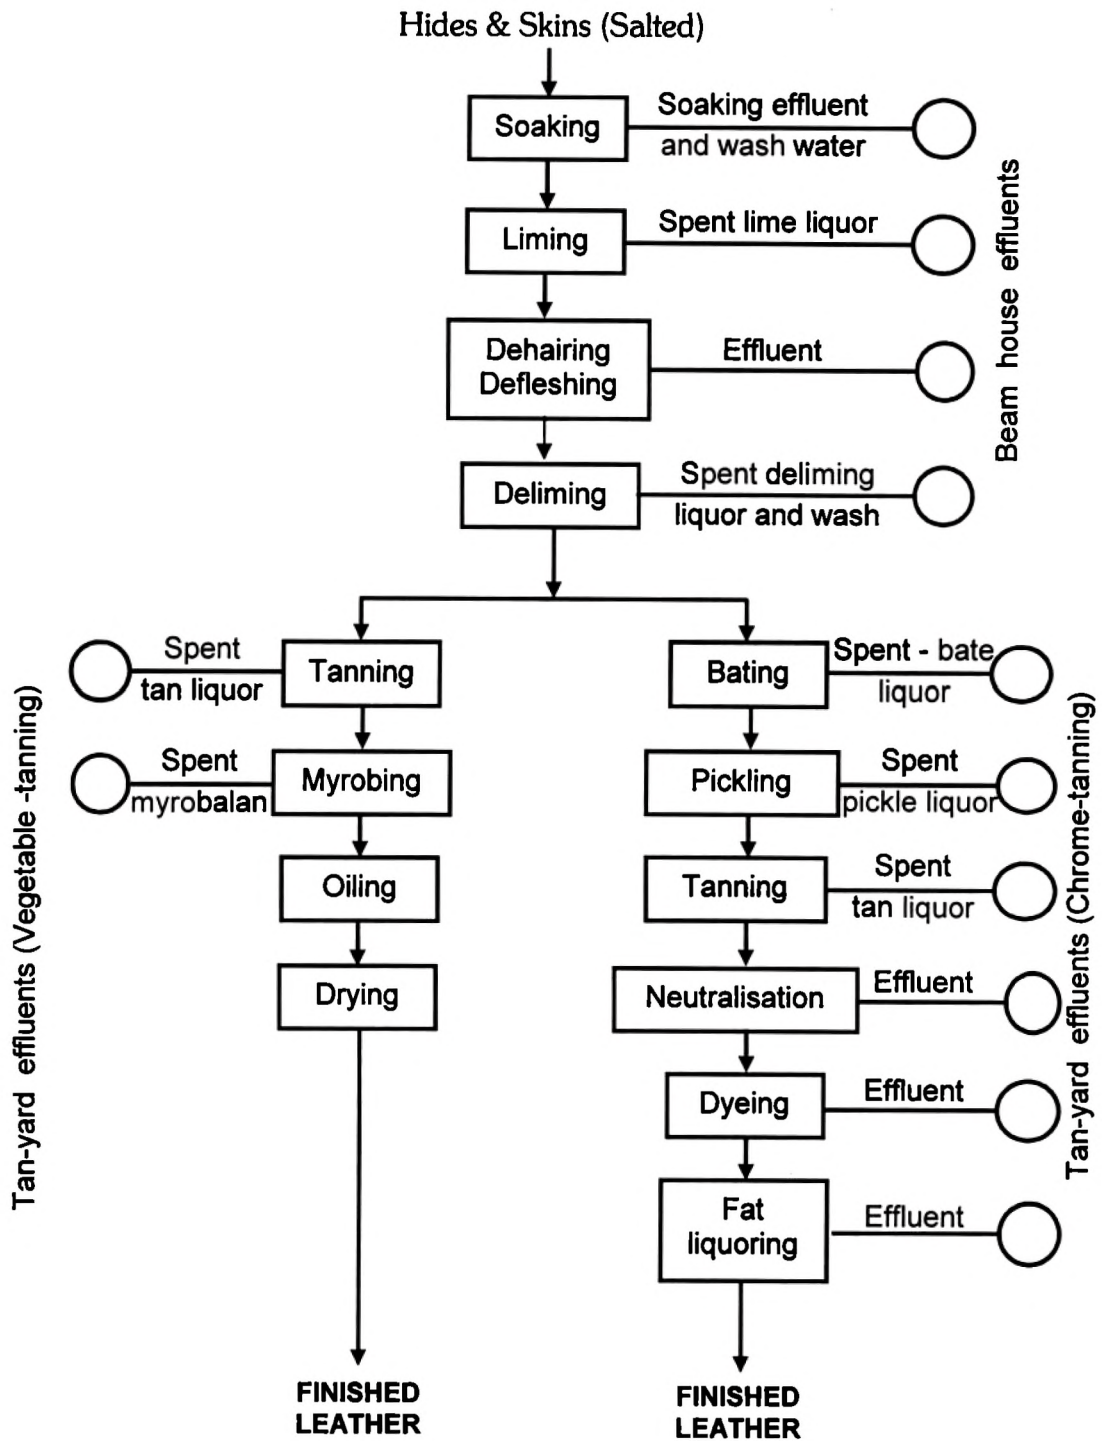 Hides & Skins (Salted)
Soaking
Soaking effluent
and wash water
Liming
Spent lime liquor
Dehairing
Defleshing
Effluent
Deliming
Spent deliming
liquor and wash
Beam house effluents
Tanning
Spent
tan liquor
Myrobing
Spent
myrobalan
Oiling
Drying
FINISHED
LEATHER
Tan-yard effluents (Vegetable -tanning)
Bating
Spent - bate
liquor
Pickling
Spent
pickle liquor
Tanning
Spent
tan liquor
Neutralisation
Effluent
Dyeing
Effluent
Fat
liquoring
Effluent
FINISHED
LEATHER
Tan-yard effluents (Chrome-tanning)